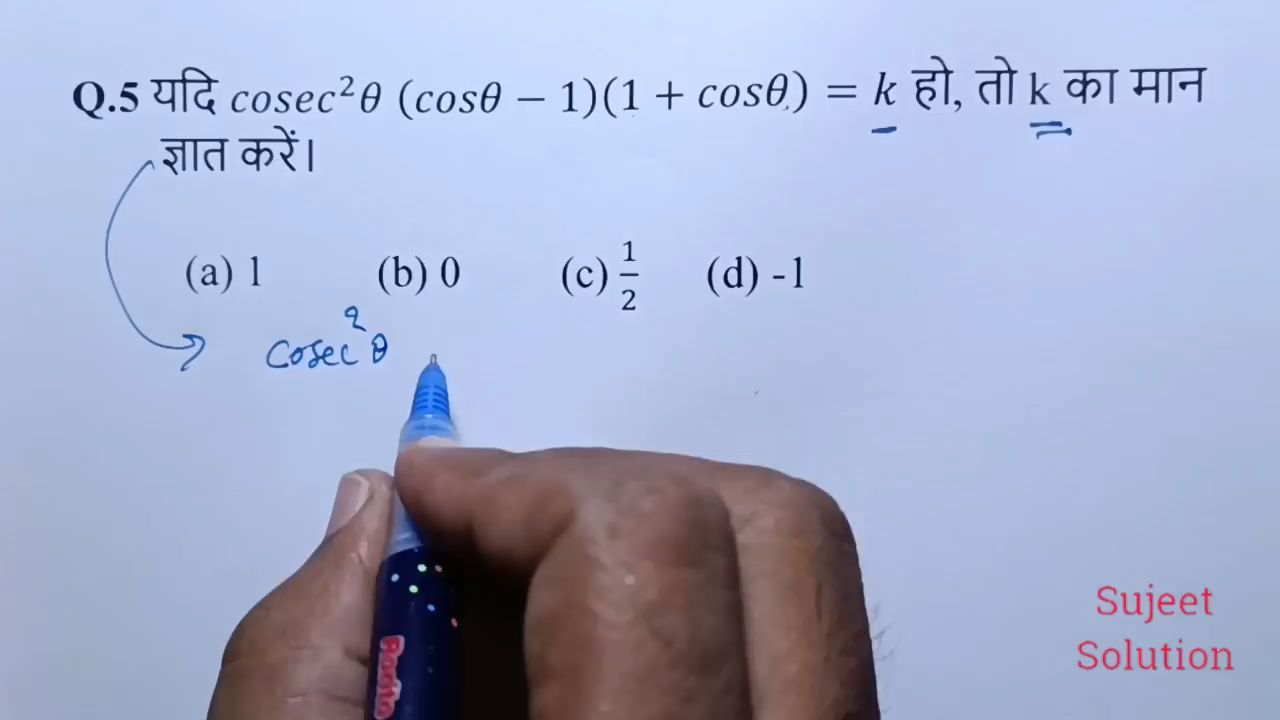 Q.5 यदि cosec²θ (cosθ − 1)(1 + cosθ) = k हो, तो k का मान
ज्ञात करें।
(a) 1 (b) 0 (c) 1/2 (d) -1
cosec²θ
Sujeet
Solution